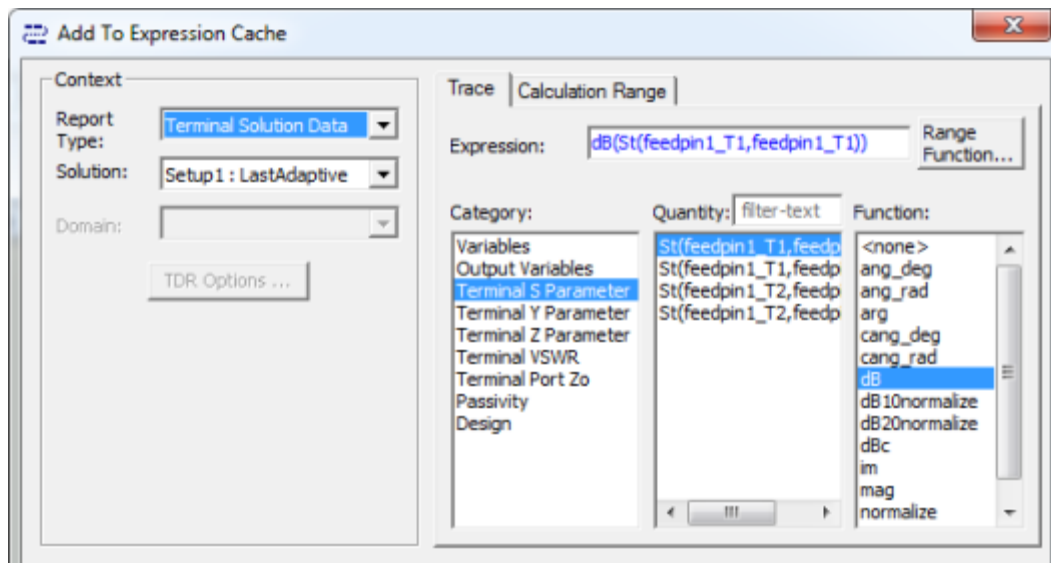 Add To Expression Cache
Context
Report Type:
Terminal Solution Data
Solution:
Setup1 : LastAdaptive
Domain:
TDR Options ...
Trace
Calculation Range
Expression:
dB(St(feedpin1_T1,feedpin1_T1))
Range Function...
Category:
Variables
Output Variables
Terminal S Parameter
Terminal Y Parameter
Terminal Z Parameter
Terminal VSWR
Terminal Port Zo
Passivity
Design
Quantity:
filter-text
St(feedpin1_T1,feedp
St(feedpin1_T1,feedp
St(feedpin1_T2,feedp
St(feedpin1_T2,feedp
Function:
<none>
ang_deg
ang_rad
arg
cang_deg
cang_rad
dB
dB10normalize
dB20normalize
dBc
im
mag
normalize